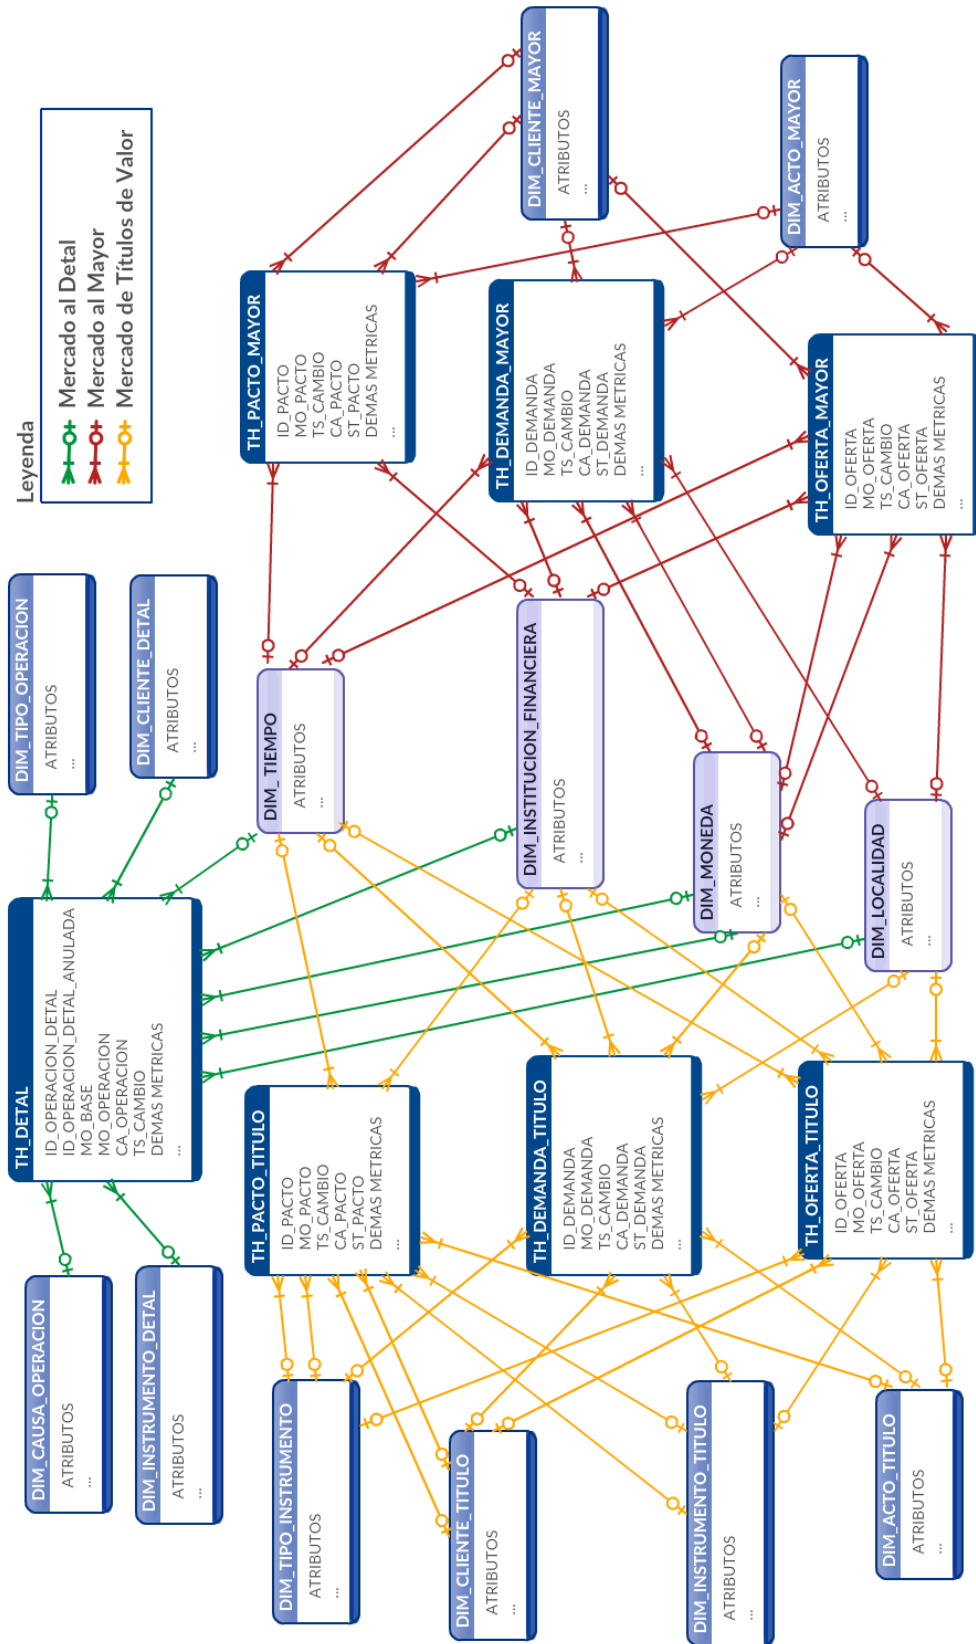 Leyenda
Mercado al Detal
Mercado al Mayor
Mercado de Títulos de Valor
DIM_CAUSA_OPERACION
ATRIBUTOS
...
DIM_INSTRUMENTO_DETAL
ATRIBUTOS
...
TH_DETAL
ID_OPERACION_DETAL
ID_OPERACION_DETAL_ANULADA
MO_BASE
MO_OPERACION
CA_OPERACION
TS_CAMBIO
DEMAS METRICAS
...
DIM_TIPO_OPERACION
ATRIBUTOS
...
DIM_CLIENTE_DETAL
ATRIBUTOS
...
DIM_TIPO_INSTRUMENTO
ATRIBUTOS
...
TH_PACTO_TITULO
ID_PACTO
MO_PACTO
TS_CAMBIO
CA_PACTO
ST_PACTO
DEMAS METRICAS
...
DIM_ TIEMPO
ATRIBUTOS
...
TH_PACTO_MAYOR
ID_PACTO
MO_PACTO
TS_CAMBIO
CA_PACTO
ST_PACTO
DEMAS METRICAS
...
DIM_CLIENTE_TITULO
ATRIBUTOS
...
TH_DEMANDA_TITULO
ID_DEMANDA
MO_DEMANDA
TS_CAMBIO
CA_DEMANDA
ST_DEMANDA
DEMAS METRICAS
...
DIM_INSTITUCION_FINANCIERA
ATRIBUTOS
...
TH_DEMANDA_MAYOR
ID_DEMANDA
MO_DEMANDA
TS_CAMBIO
CA_DEMANDA
ST_DEMANDA
DEMAS METRICAS
...
DIM_CLIENTE_MAYOR
ATRIBUTOS
...
DIM_INSTRUMENTO_TITULO
ATRIBUTOS
...
DIM_MONEDA
ATRIBUTOS
...
DIM_ACTO_MAYOR
ATRIBUTOS
...
DIM_ACTO_TITULO
ATRIBUTOS
...
TH_OFERTA_TITULO
ID_OFERTA
MO_OFERTA
TS_CAMBIO
CA_OFERTA
ST_OFERTA
DEMAS METRICAS
...
DIM_LOCALIDAD
ATRIBUTOS
...
TH_OFERTA_MAYOR
ID_OFERTA
MO_OFERTA
TS_CAMBIO
CA_OFERTA
ST_OFERTA
DEMAS METRICAS
...